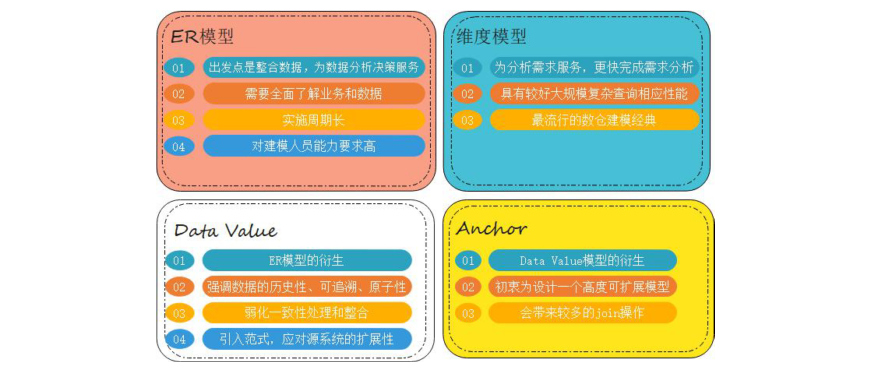 ER模型
01 出发点是整合数据，为数据分析决策服务
02 需要全面了解业务和数据
03 实施周期长
04 对建模人员能力要求高
维度模型
01 为分析需求服务，更快完成需求分析
02 具有较好大规模复杂查询相应性能
03 最流行的数仓建模经典
Data Value
01 ER模型的衍生
02 强调数据的历史性、可追溯、原子性
03 弱化一致性处理和整合
04 引入范式，应对源系统的扩展性
Anchor
01 Data Value模型的衍生
02 初衷为设计一个高度可扩展模型
03 会带来较多的join操作